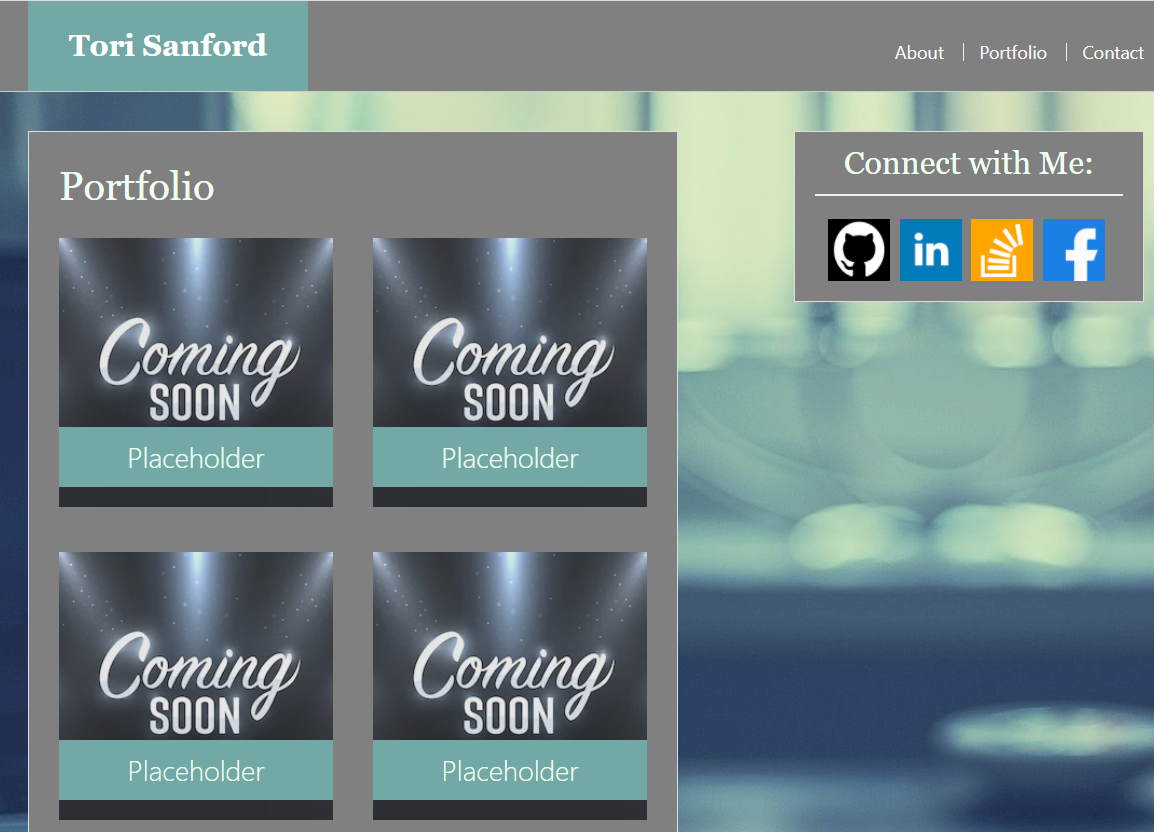 Tori Sanford
About
Portfolio
Contact
Portfolio
Coming
SOON
Placeholder
Coming
SOON
Placeholder
Coming
SOON
Placeholder
Coming
SOON
Placeholder
Connect with Me:
in
f